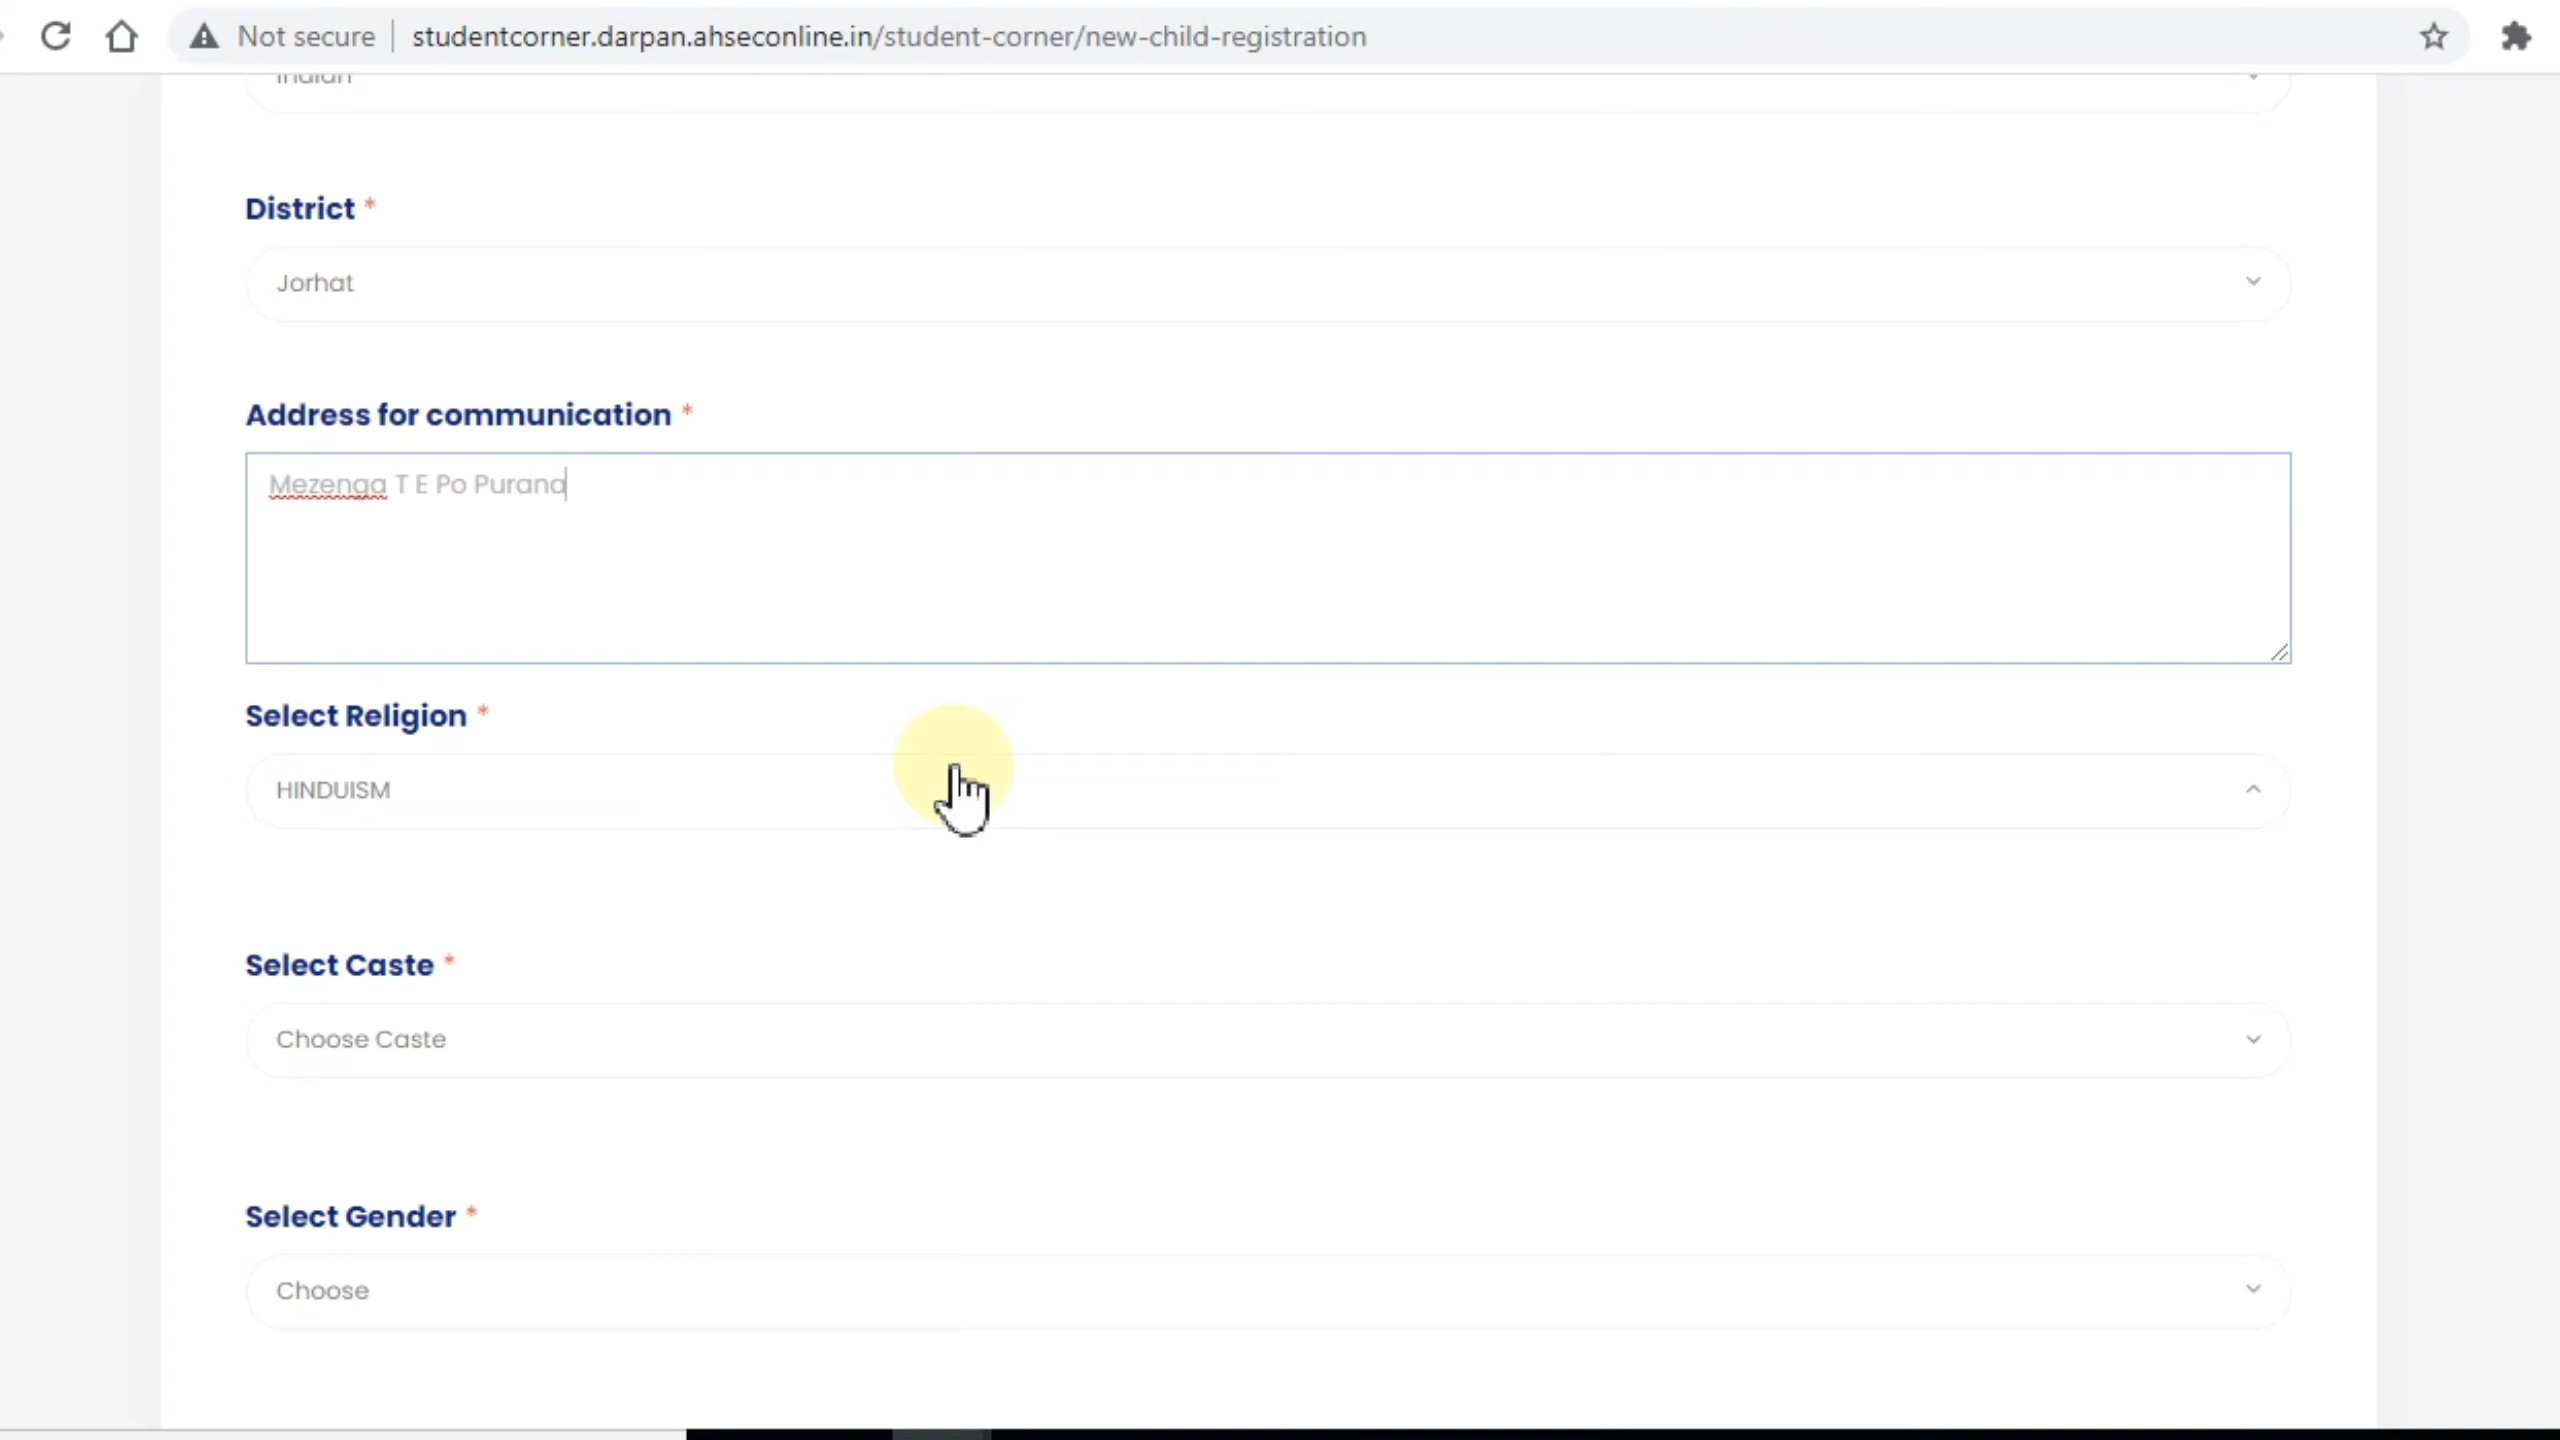 Not secure studentcorner.darpan.ahseconline.in/student-corner/new-child-registration
Indian
District *
Jorhat
Address for communication *
Mezenga T E Po Purana
Select Religion *
HINDUISM
Select Caste *
Choose Caste
Select Gender *
Choose